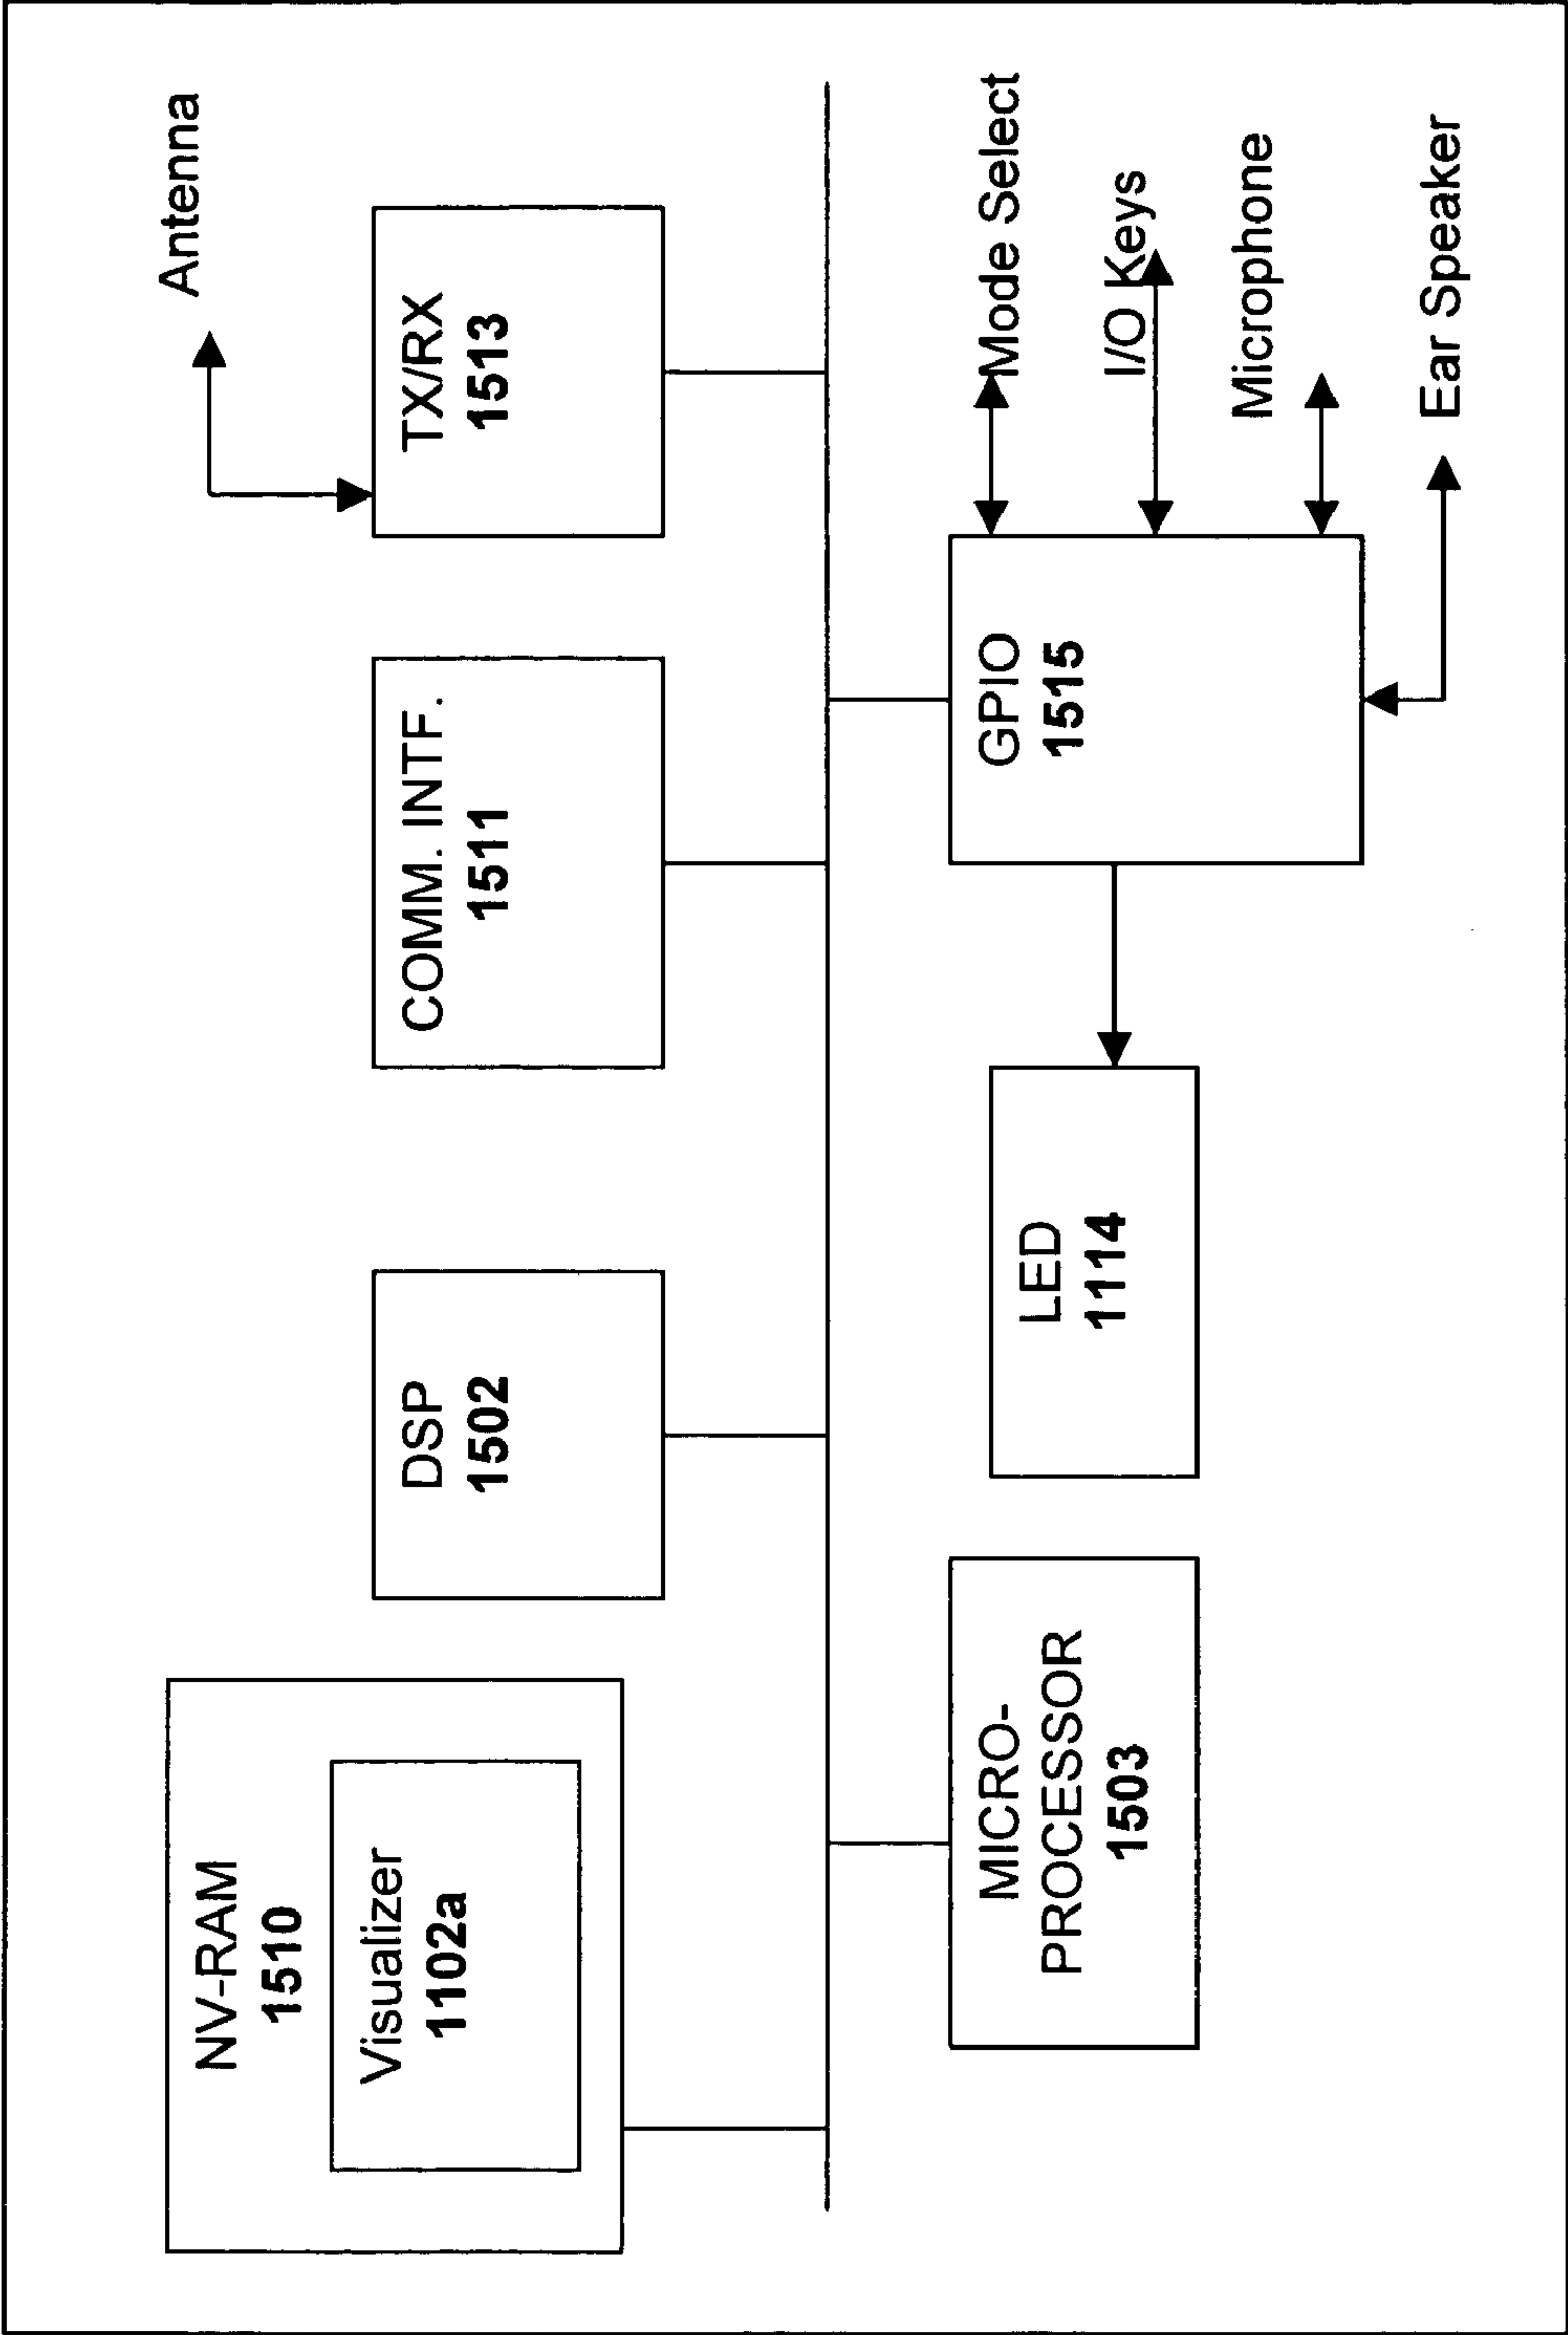 Antenna
NV-RAM
1510
Visualizer
1102a
DSP
1502
COMM. INTF.
1511
TX/RX
1513
MICRO-
PROCESSOR
1503
LED
1114
GPIO
1515
Mode Select
I/O Keys
Microphone
Ear Speaker